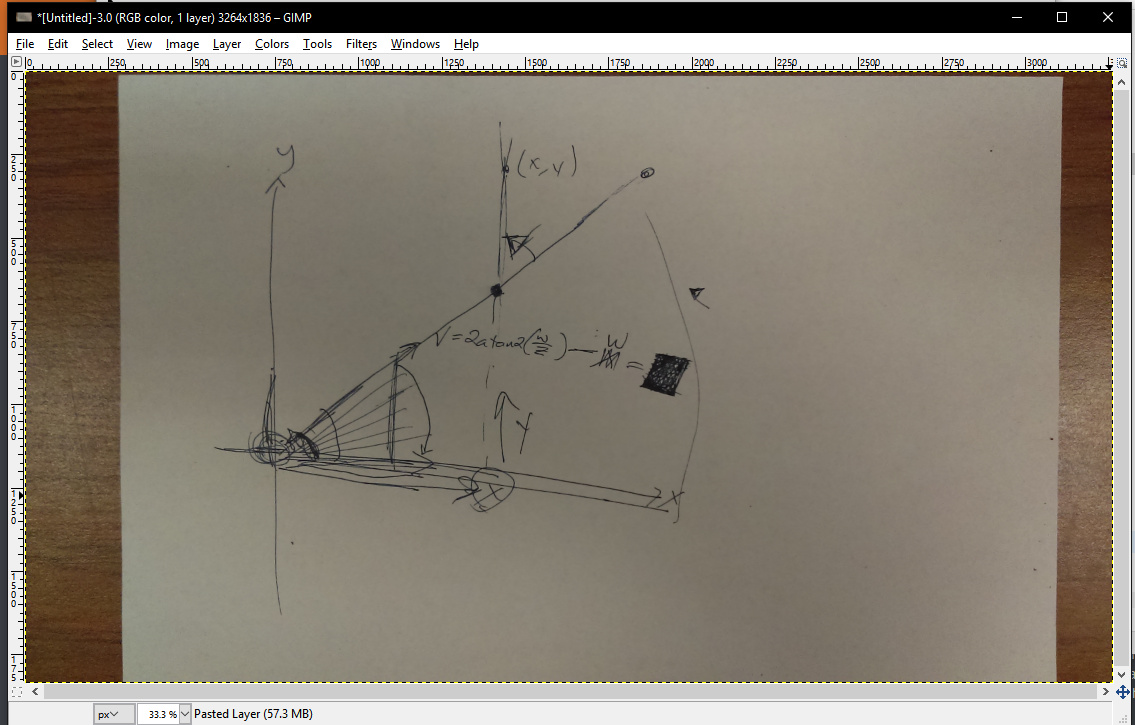 *[Untitled]-3.0 (RGB color, 1 layer) 3264x1836 – GIMP
File Edit Select View Image Layer Colors Tools Filters Windows Help
0 250 500 750 1000 1250 1500 1750 2000 2250 2500 2750 3000
0
250
500
750
1000
1250
1500
175
y
(x, y)
V = 2atan2(w/2) — W =
y
x
x
px 33.3 % Pasted Layer (57.3 MB)